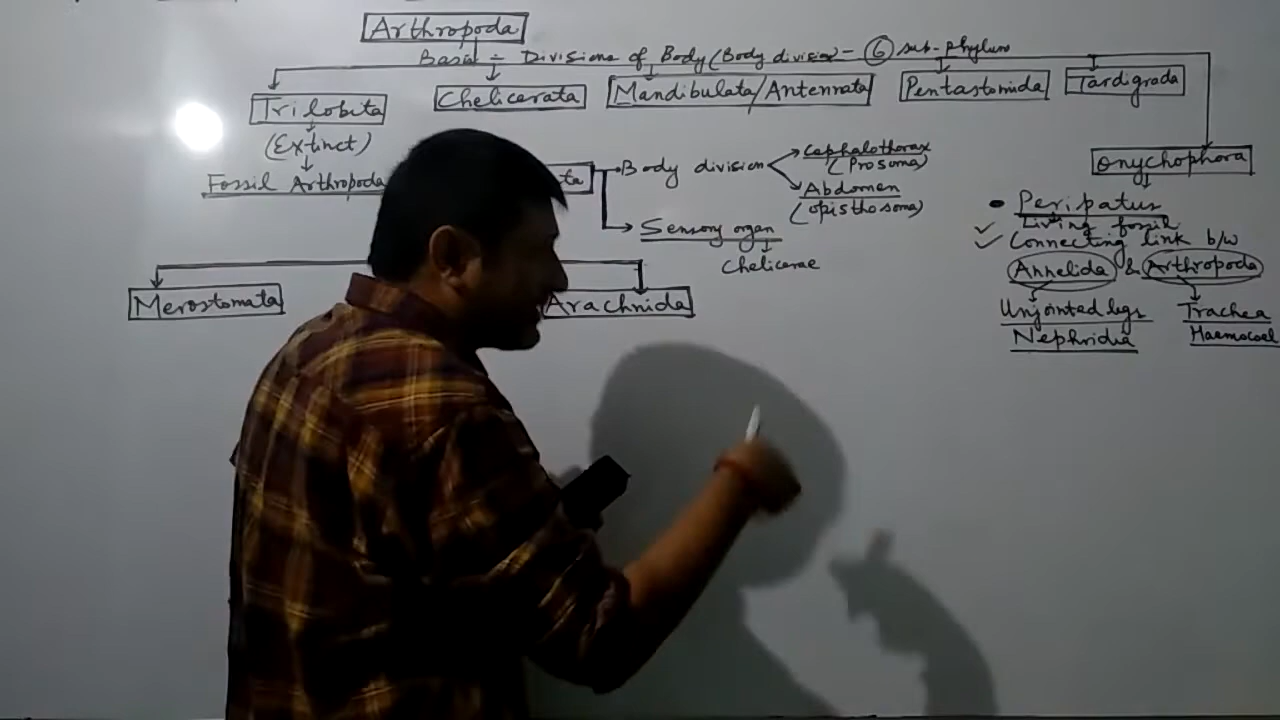 Arthropoda
Basis ÷ Divisions of Body (Body division - 6 sub-phylum
Trilobita
Chelicerata
Mandibulata/Antennata
Pentastomida
Tardigrada
(Extinct)
Fossil Arthropoda
ta
Body division
Cephalothorax
(Prosoma)
Abdomen
(opisthosoma)
Sensory organ
Chelicerae
Onychophora
Peripatus
Living fossil
Connecting link b/w
Annelida & Arthropoda
Unjointed legs
Nephridia
Trachea
Haemocoel
Merostomata
Arachnida